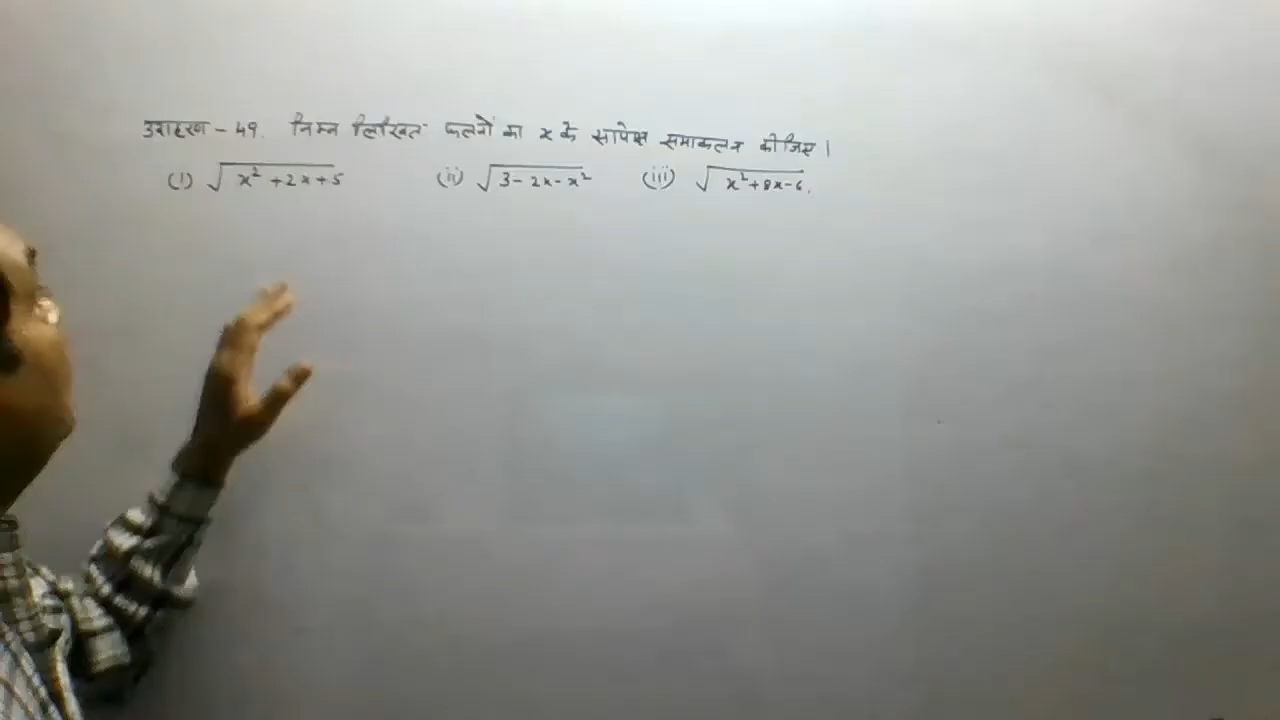 उदाहरण - 49. निम्न लिखित फलनों का x के सापेक्ष समाकलन कीजिए।
(i) √x²+2x+5 (ii) √3-2x-x² (iii) √x²+8x-6.